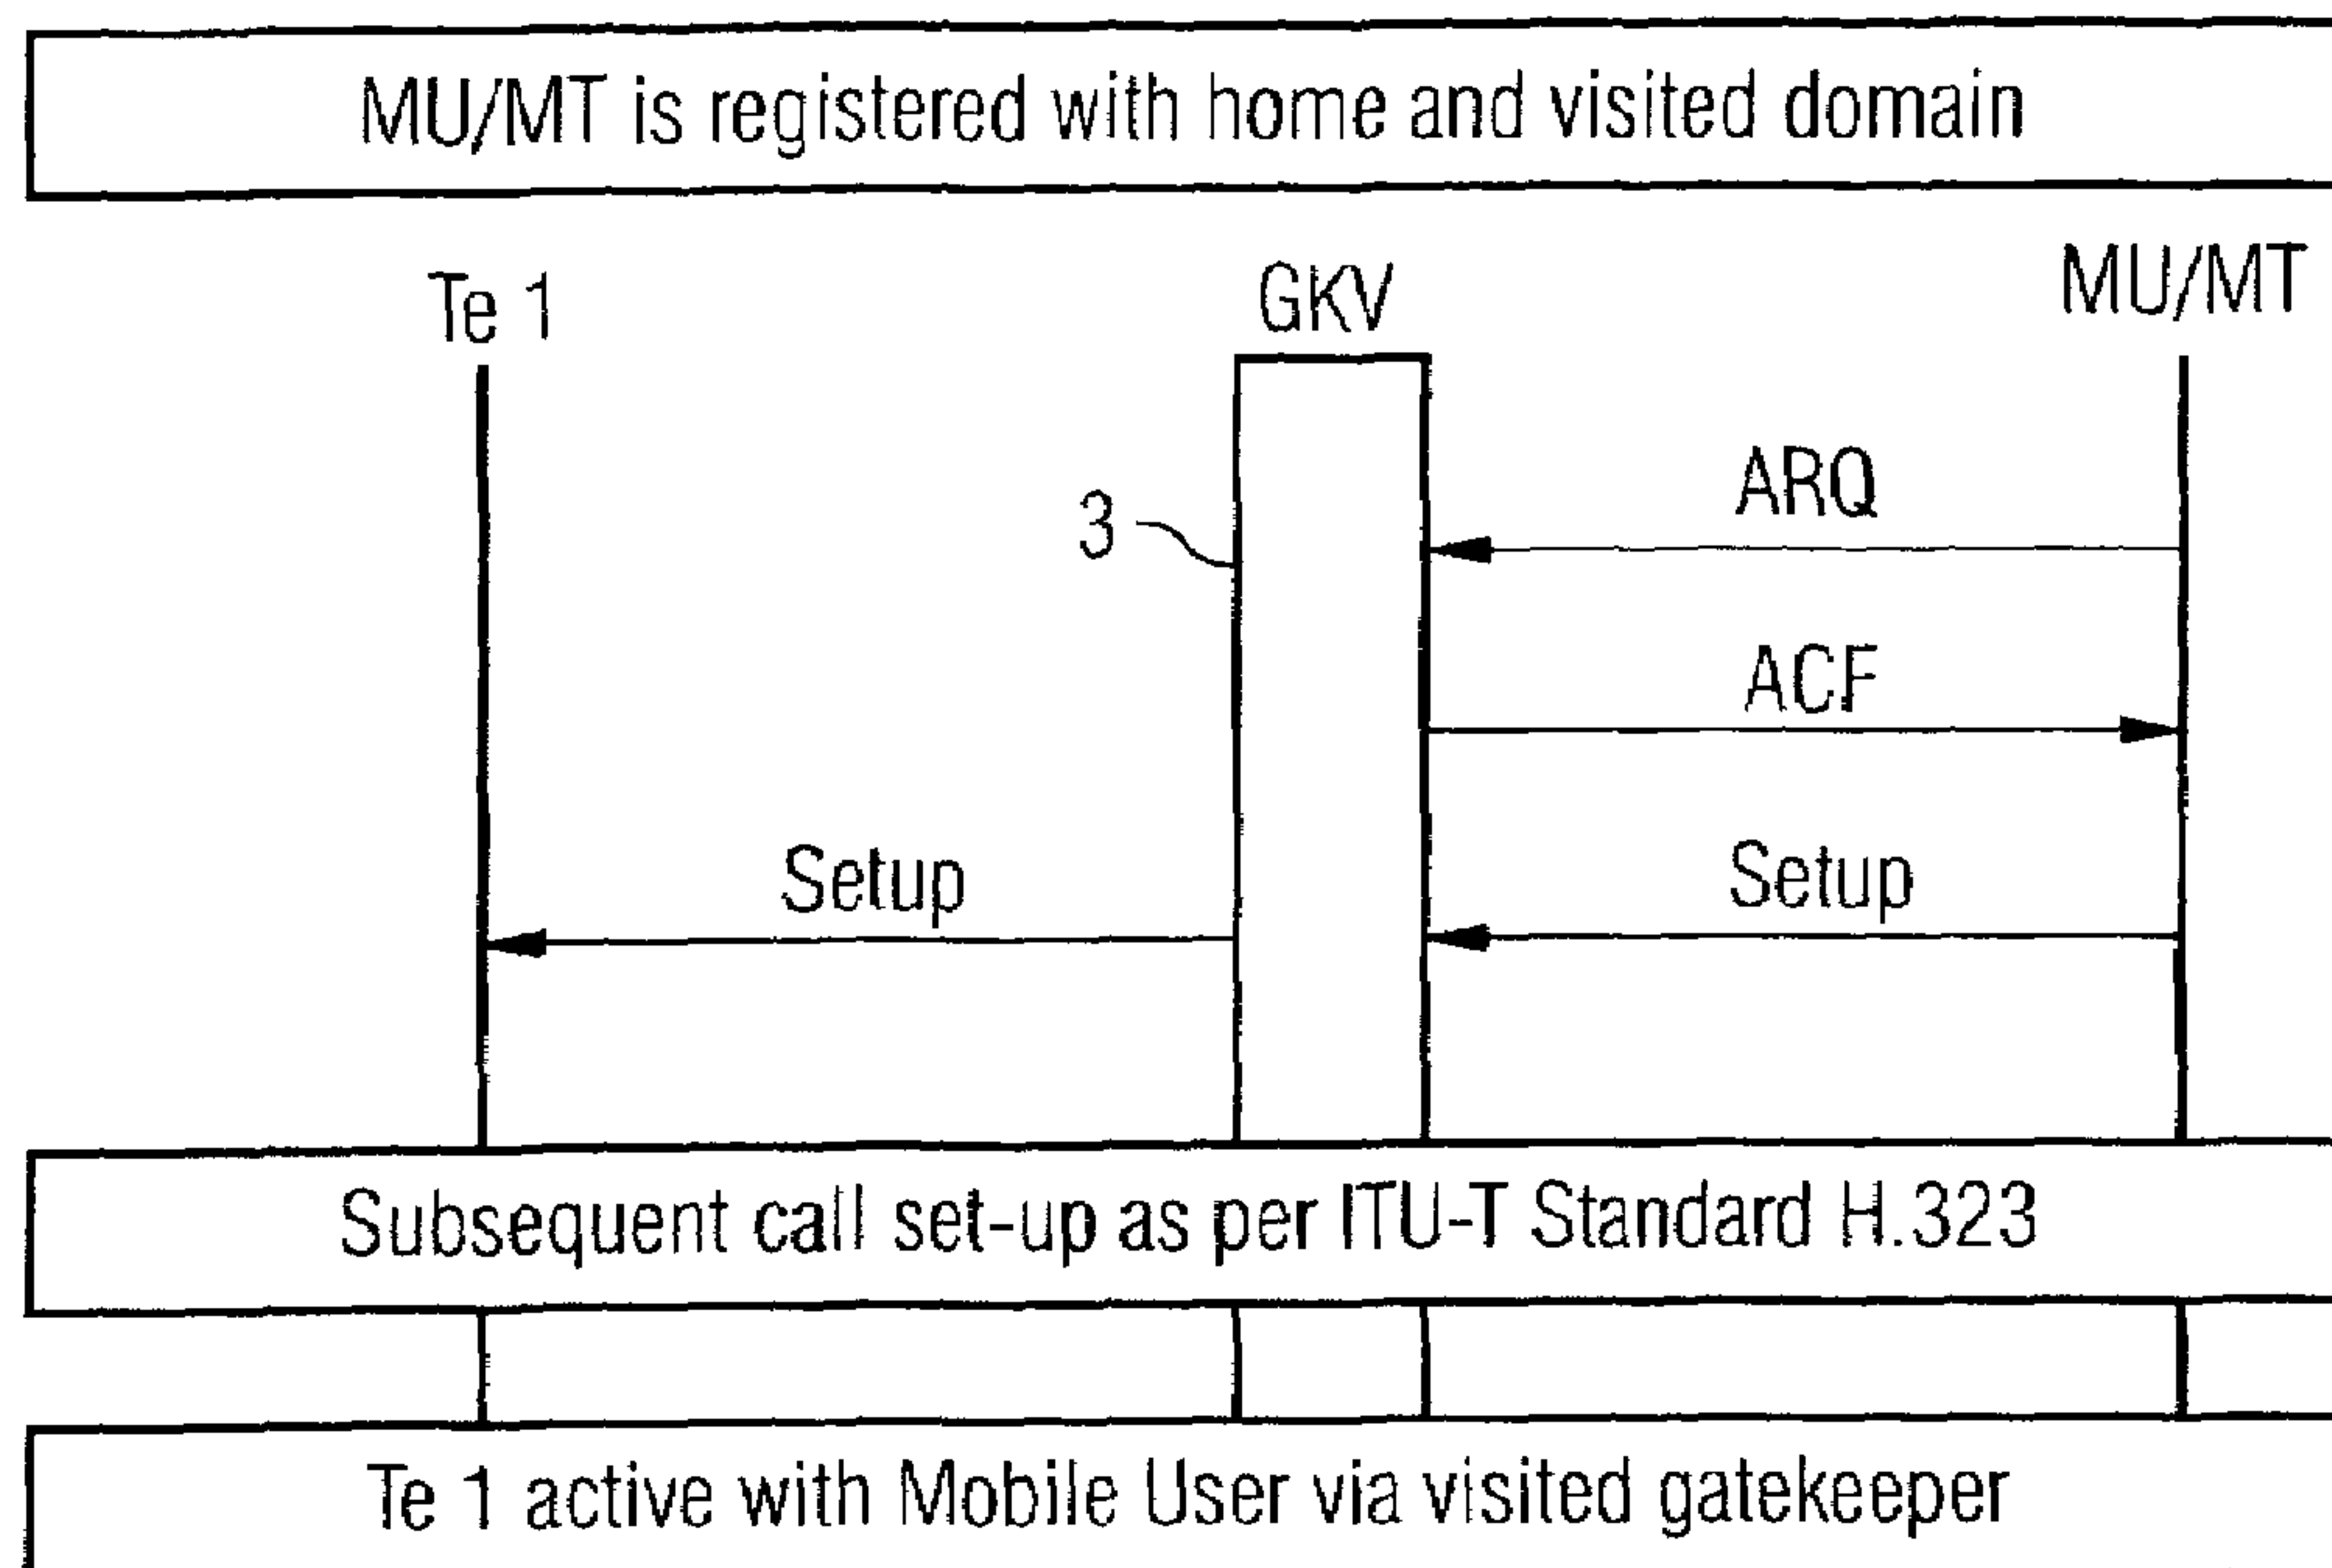 MU/MT is registered with home and visited domain
Te 1 GKV MU/MT
ARQ
3
ACF
Setup Setup
Subsequent call set-up as per ITU-T Standard H.323
Te 1 active with Mobile User via visited gatekeeper